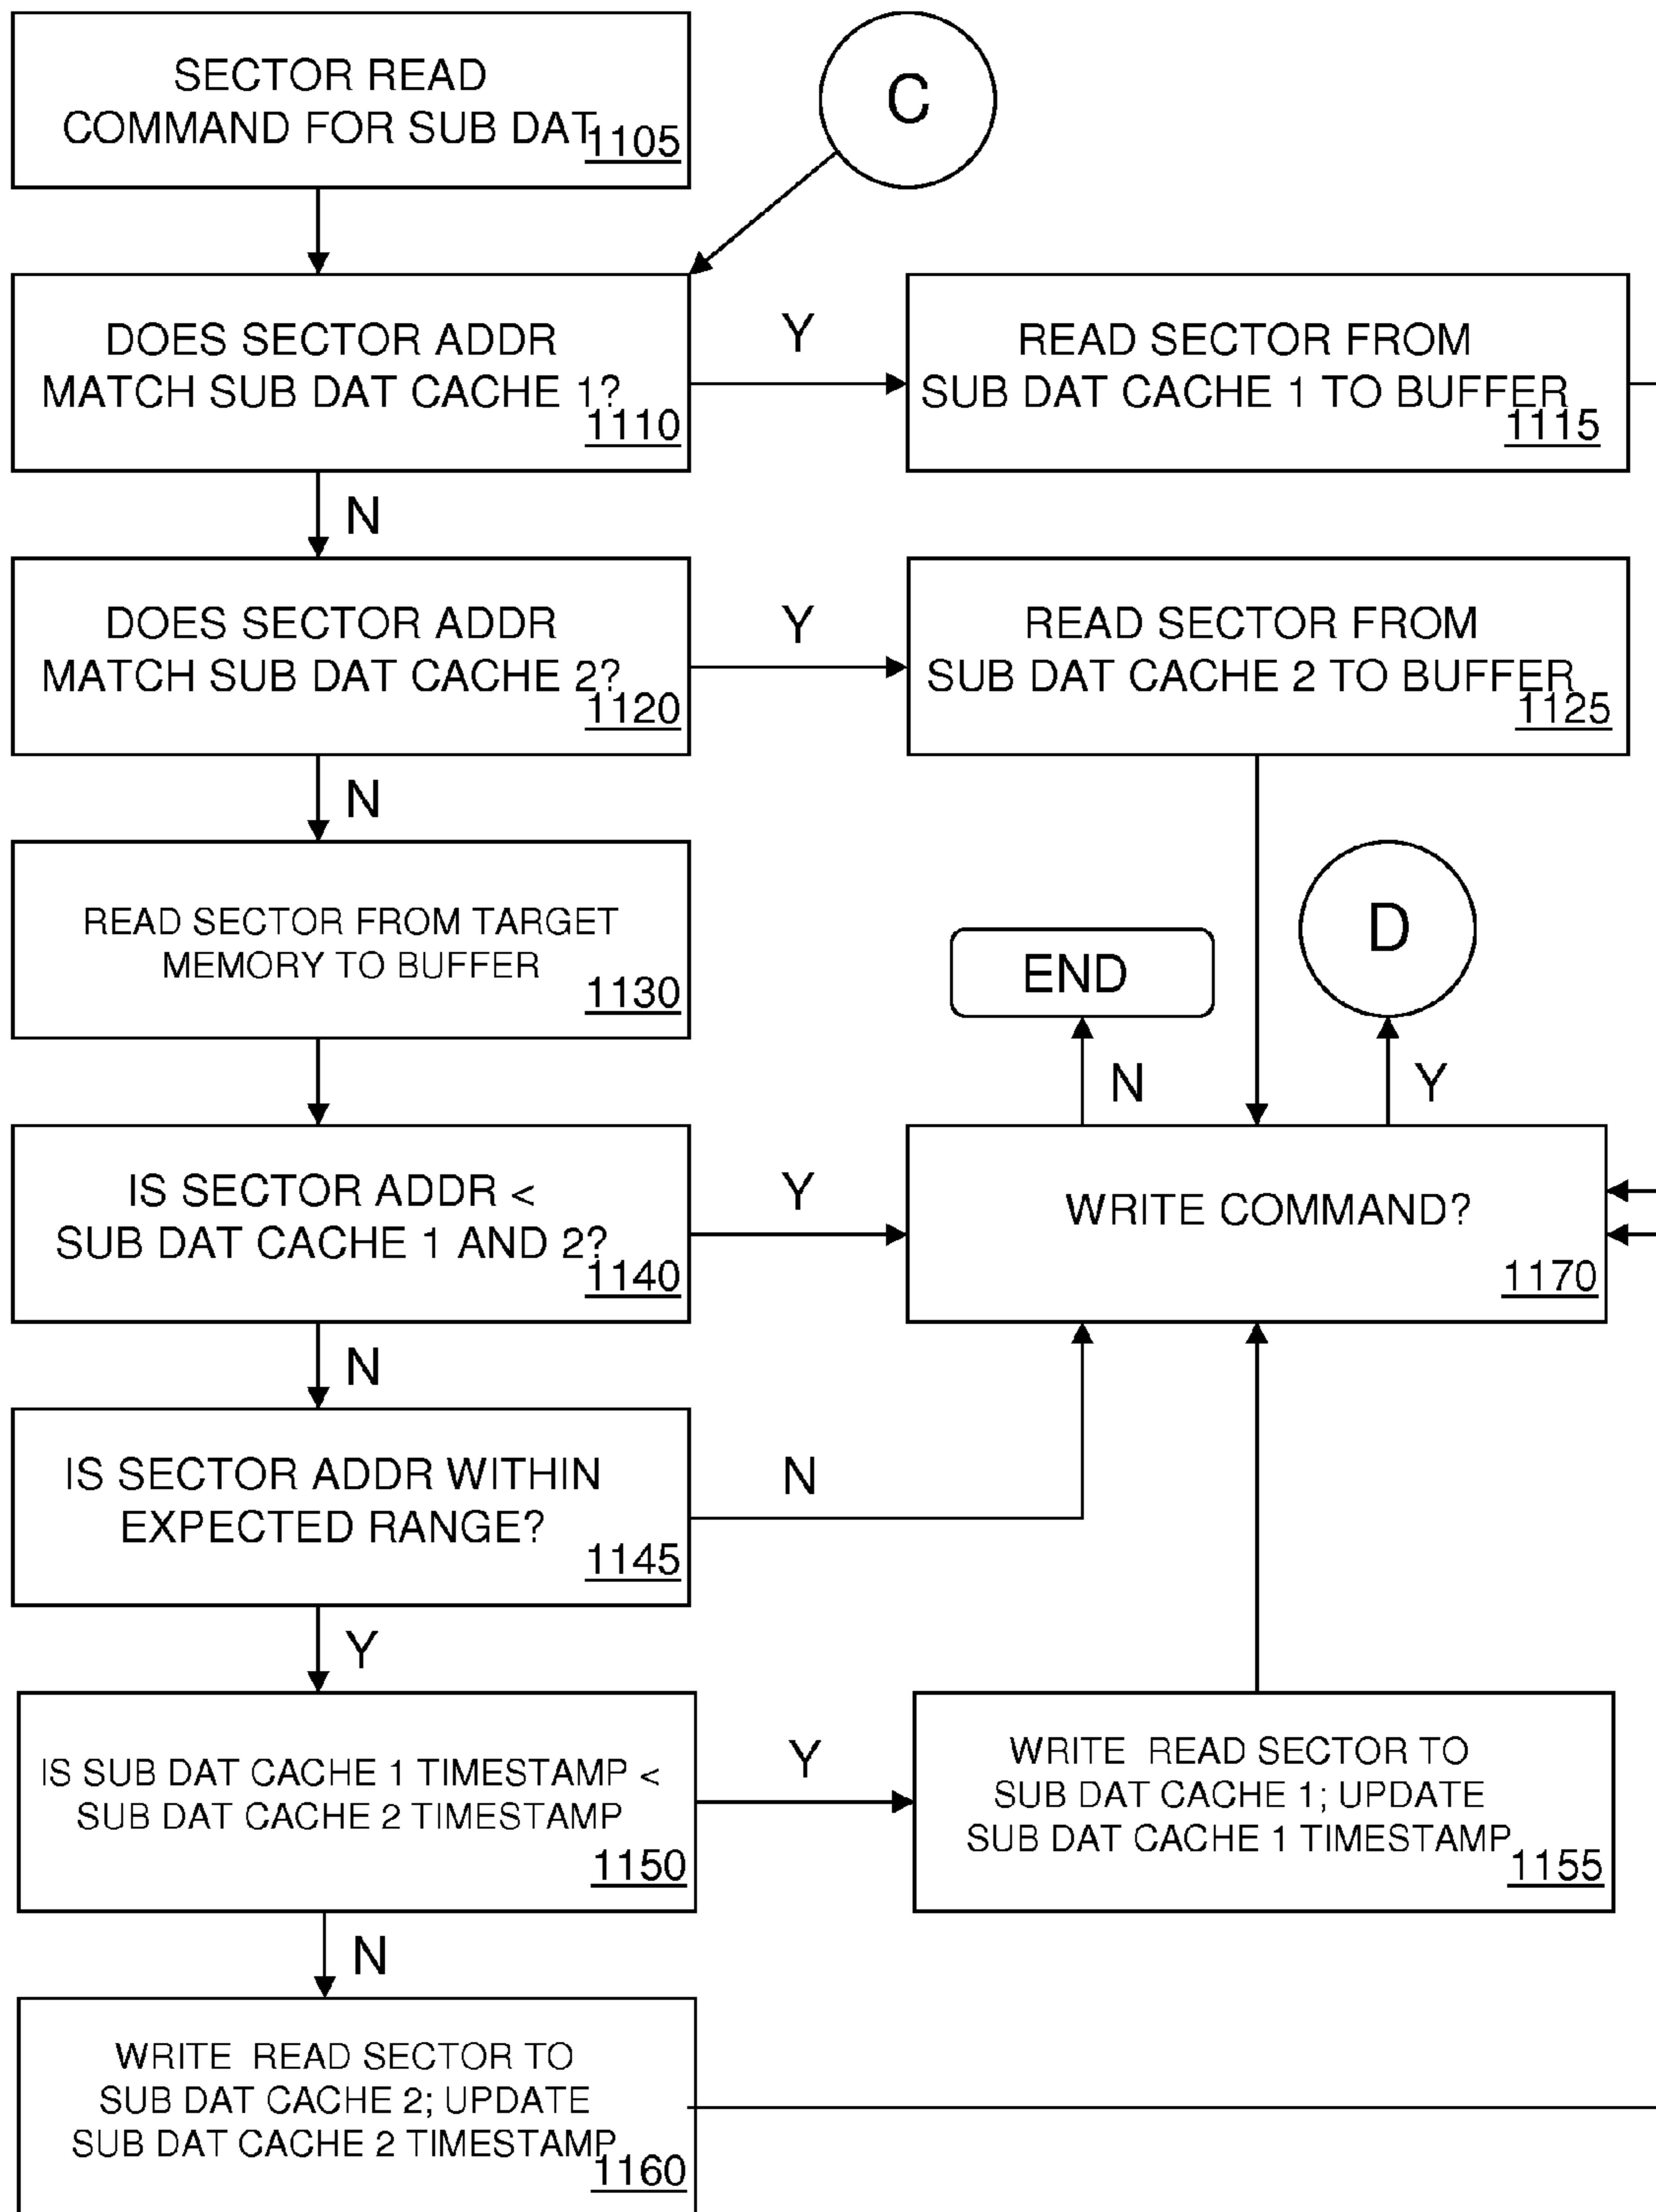 SECTOR READ
COMMAND FOR SUB DAT
1105
C
DOES SECTOR ADDR
MATCH SUB DAT CACHE 1?
1110
Y
READ SECTOR FROM
SUB DAT CACHE 1 TO BUFFER
1115
N
DOES SECTOR ADDR
MATCH SUB DAT CACHE 2?
1120
Y
READ SECTOR FROM
SUB DAT CACHE 2 TO BUFFER
1125
N
READ SECTOR FROM TARGET
MEMORY TO BUFFER
1130
END
D
N
Y
IS SECTOR ADDR <
SUB DAT CACHE 1 AND 2?
1140
Y
WRITE COMMAND?
1170
N
IS SECTOR ADDR WITHIN
EXPECTED RANGE?
1145
N
Y
IS SUB DAT CACHE 1 TIMESTAMP <
SUB DAT CACHE 2 TIMESTAMP
1150
Y
WRITE READ SECTOR TO
SUB DAT CACHE 1; UPDATE
SUB DAT CACHE 1 TIMESTAMP
1155
N
WRITE READ SECTOR TO
SUB DAT CACHE 2; UPDATE
SUB DAT CACHE 2 TIMESTAMP
1160